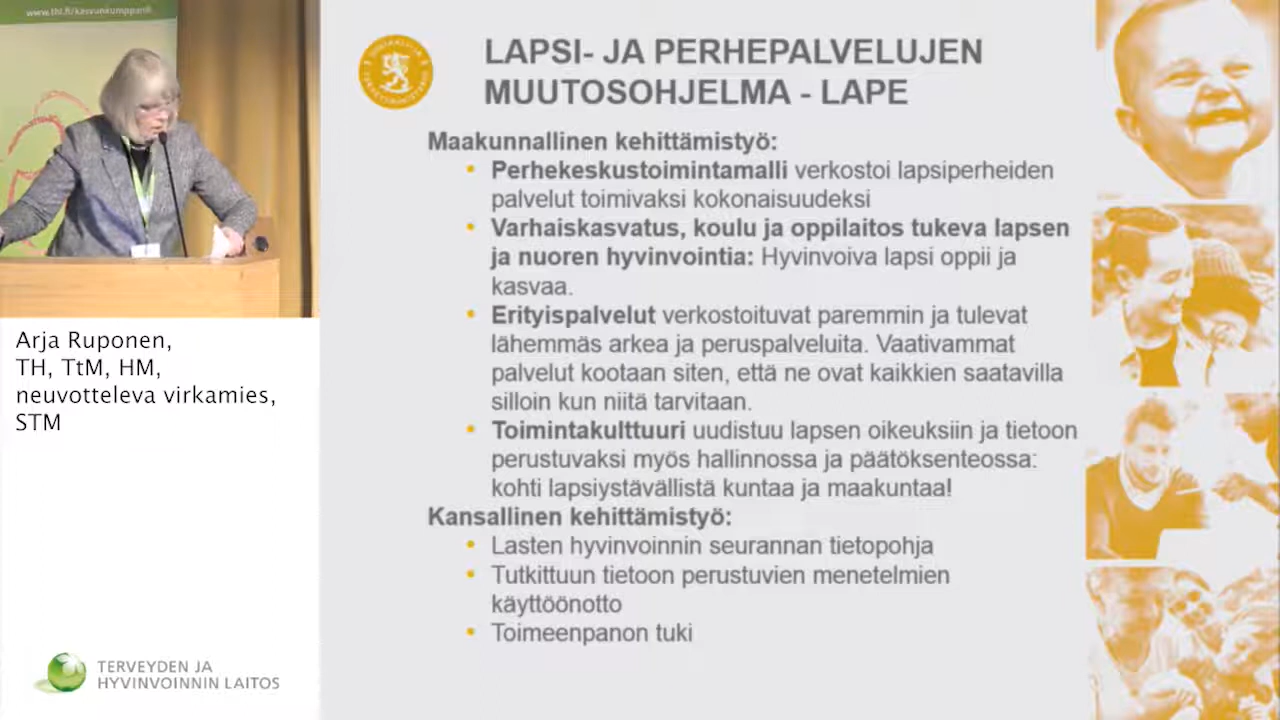 www.thl.fi/kasvunkumppanit
LAPSI- JA PERHEPALVELUJEN
MUUTOSOHJELMA - LAPE
Maakunnallinen kehittämistyö:
• Perhekeskustoimintamalli verkostoi lapsiperheiden
palvelut toimivaksi kokonaisuudeksi
• Varhaiskasvatus, koulu ja oppilaitos tukeva lapsen
ja nuoren hyvinvointia: Hyvinvoiva lapsi oppii ja
kasvaa.
• Erityispalvelut verkostoituvat paremmin ja tulevat
lähemmäs arkea ja peruspalveluita. Vaativammat
palvelut kootaan siten, että ne ovat kaikkien saatavilla
silloin kun niitä tarvitaan.
• Toimintakulttuuri uudistuu lapsen oikeuksiin ja tietoon
perustuvaksi myös hallinnossa ja päätöksenteossa:
kohti lapsiystävällistä kuntaa ja maakuntaa!
Kansallinen kehittämistyö:
• Lasten hyvinvoinnin seurannan tietopohja
• Tutkittuun tietoon perustuvien menetelmien
käyttöönotto
• Toimeenpanon tuki
Arja Ruponen,
TH, TtM, HM,
neuvotteleva virkamies,
STM
TERVEYDEN JA
HYVINVOINNIN LAITOS